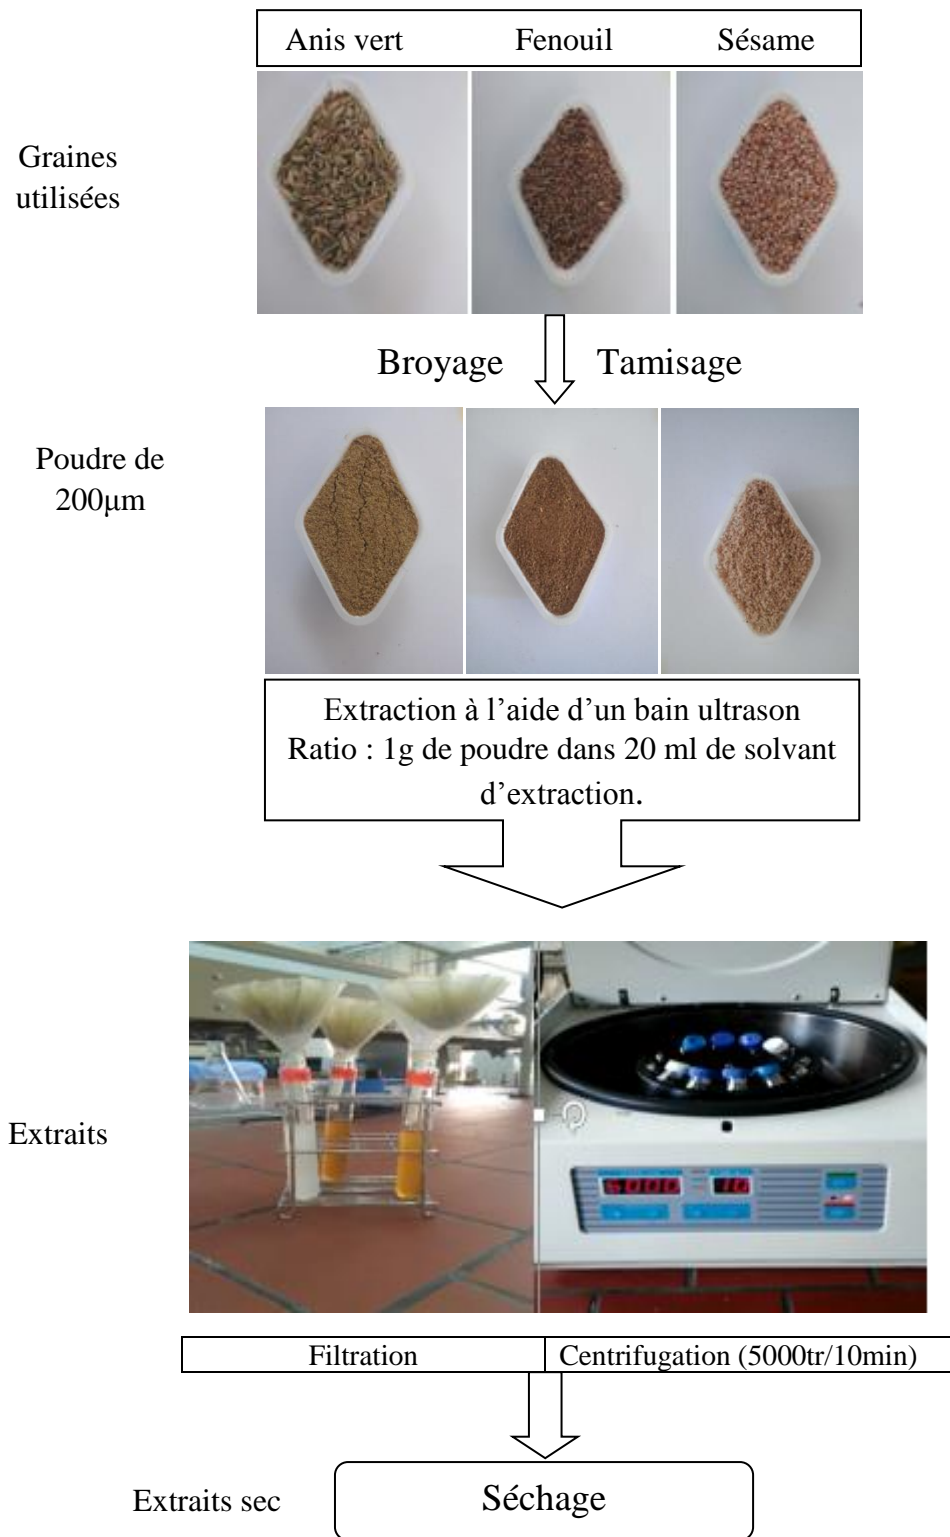 Anis vert Fenouil Sésame
Graines
utilisées
Broyage Tamisage
Poudre de
200µm
Extraction à l’aide d’un bain ultrason
Ratio : 1g de poudre dans 20 ml de solvant
d’extraction.
Extraits
10
Filtration Centrifugation (5000tr/10min)
Extraits sec Séchage